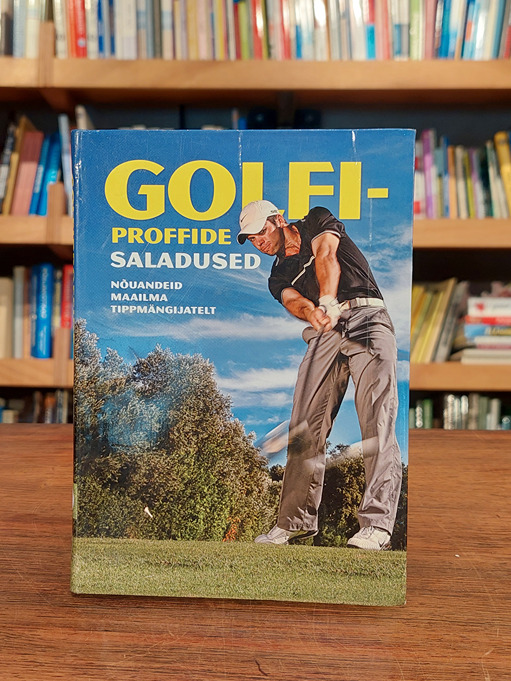 GOLFI-
PROFFIDE
SALADUSED
NÕUANDEID
MAAILMA
TIPPMÄNGIJATELT